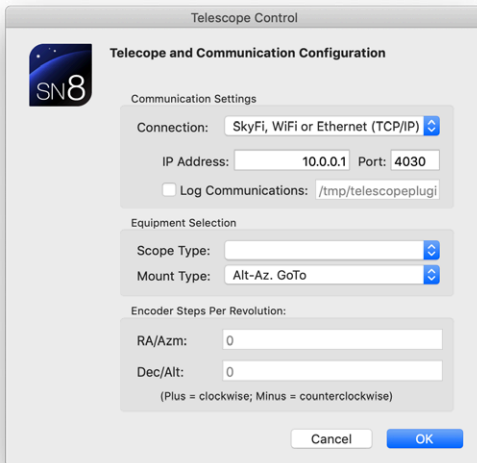 Telescope Control
SN8
Telecope and Communication Configuration
Communication Settings
Connection: SkyFi, WiFi or Ethernet (TCP/IP)
IP Address: 10.0.0.1 Port: 4030
Log Communications: /tmp/telescopeplugi
Equipment Selection
Scope Type:
Mount Type: Alt-Az. GoTo
Encoder Steps Per Revolution:
RA/Azm: 0
Dec/Alt: 0
(Plus = clockwise; Minus = counterclockwise)
Cancel OK